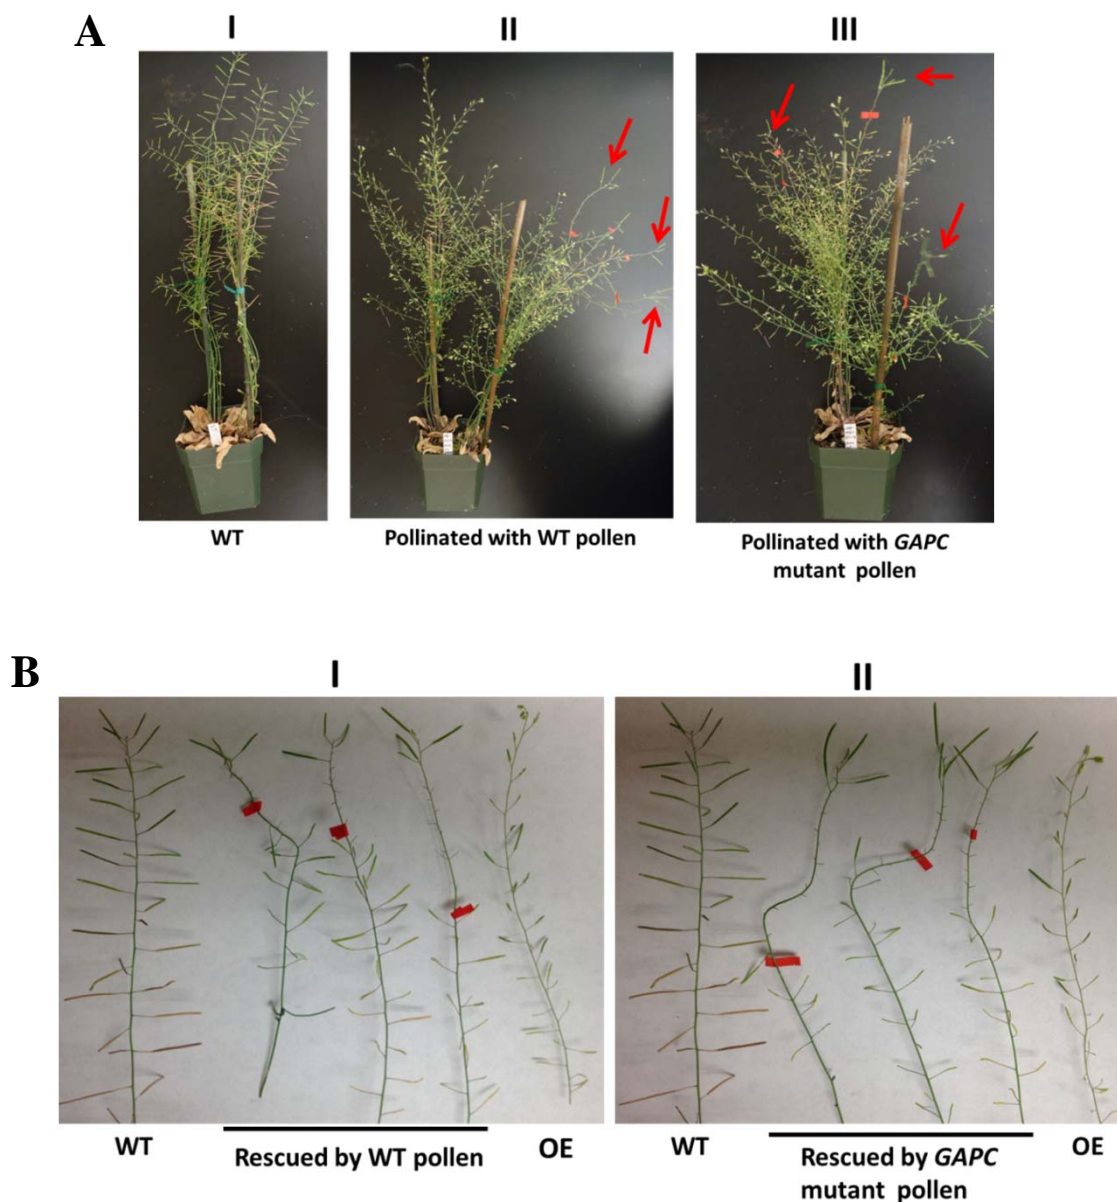 A
I II III
WT
Pollinated with WT pollen
Pollinated with GAPC
mutant pollen
B
I II
WT
Rescued by WT pollen
OE
WT
Rescued by GAPC
mutant pollen
OE